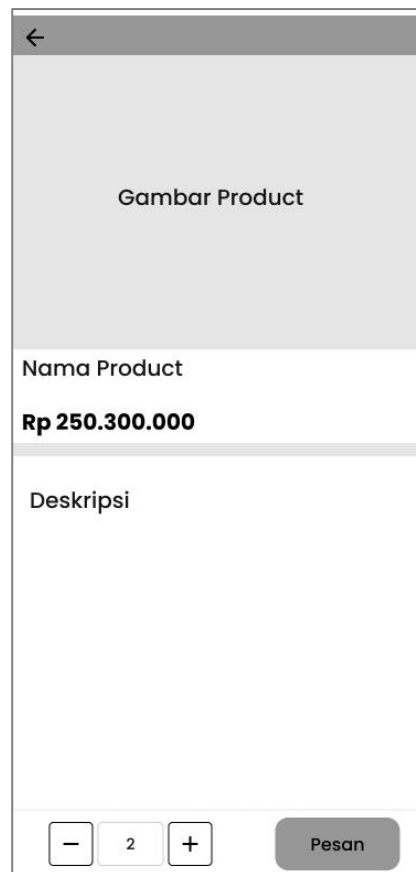 Gambar Product
Nama Product
Rp 250.300.000
Deskripsi
2
Pesan